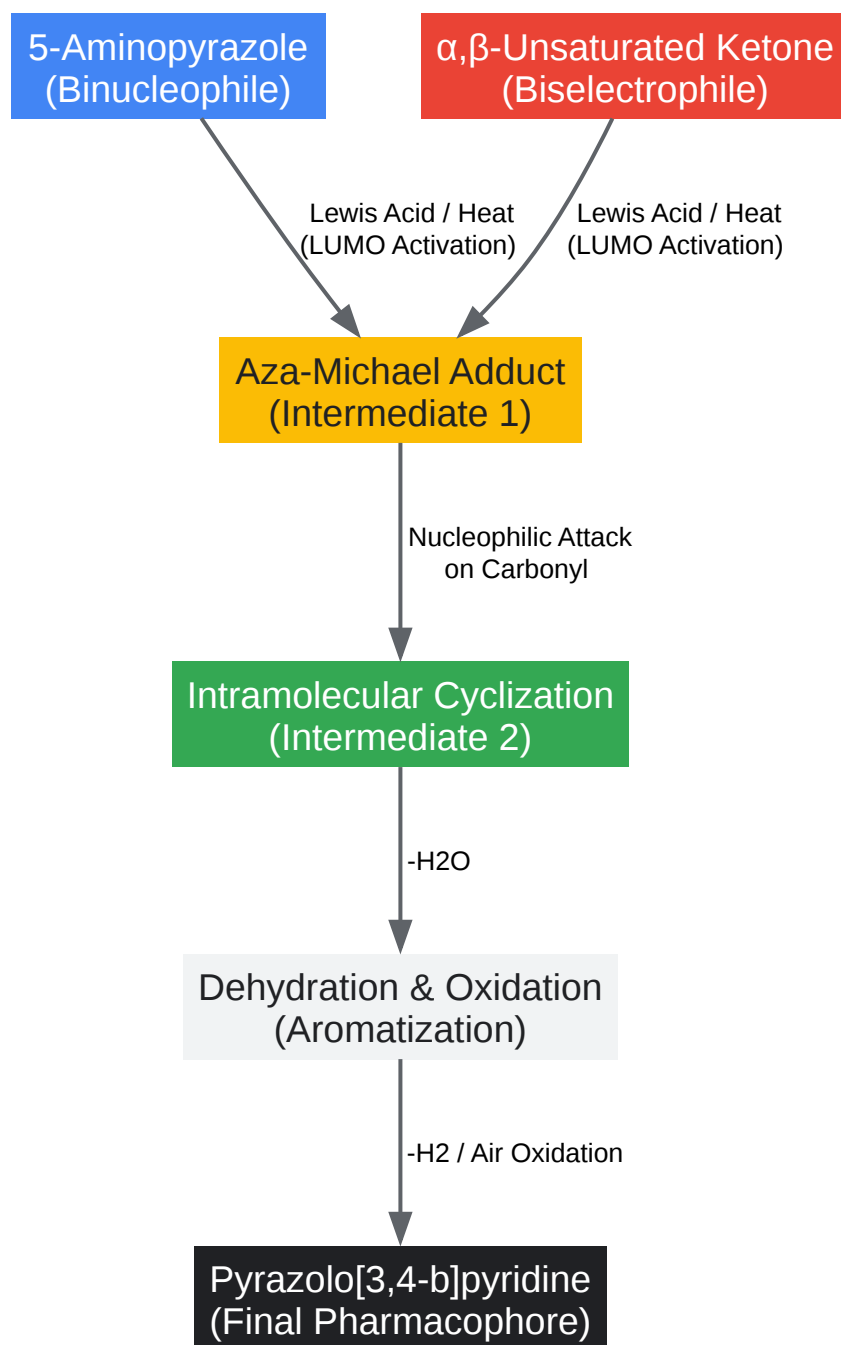 5-Aminopyrazole
(Binucleophile)
α,β-Unsaturated Ketone
(Biselectrophile)
Lewis Acid / Heat
(LUMO Activation)
Lewis Acid / Heat
(LUMO Activation)
Aza-Michael Adduct
(Intermediate 1)
Nucleophilic Attack
on Carbonyl
Intramolecular Cyclization
(Intermediate 2)
-H2O
Dehydration & Oxidation
(Aromatization)
-H2 / Air Oxidation
Pyrazolo[3,4-b]pyridine
(Final Pharmacophore)